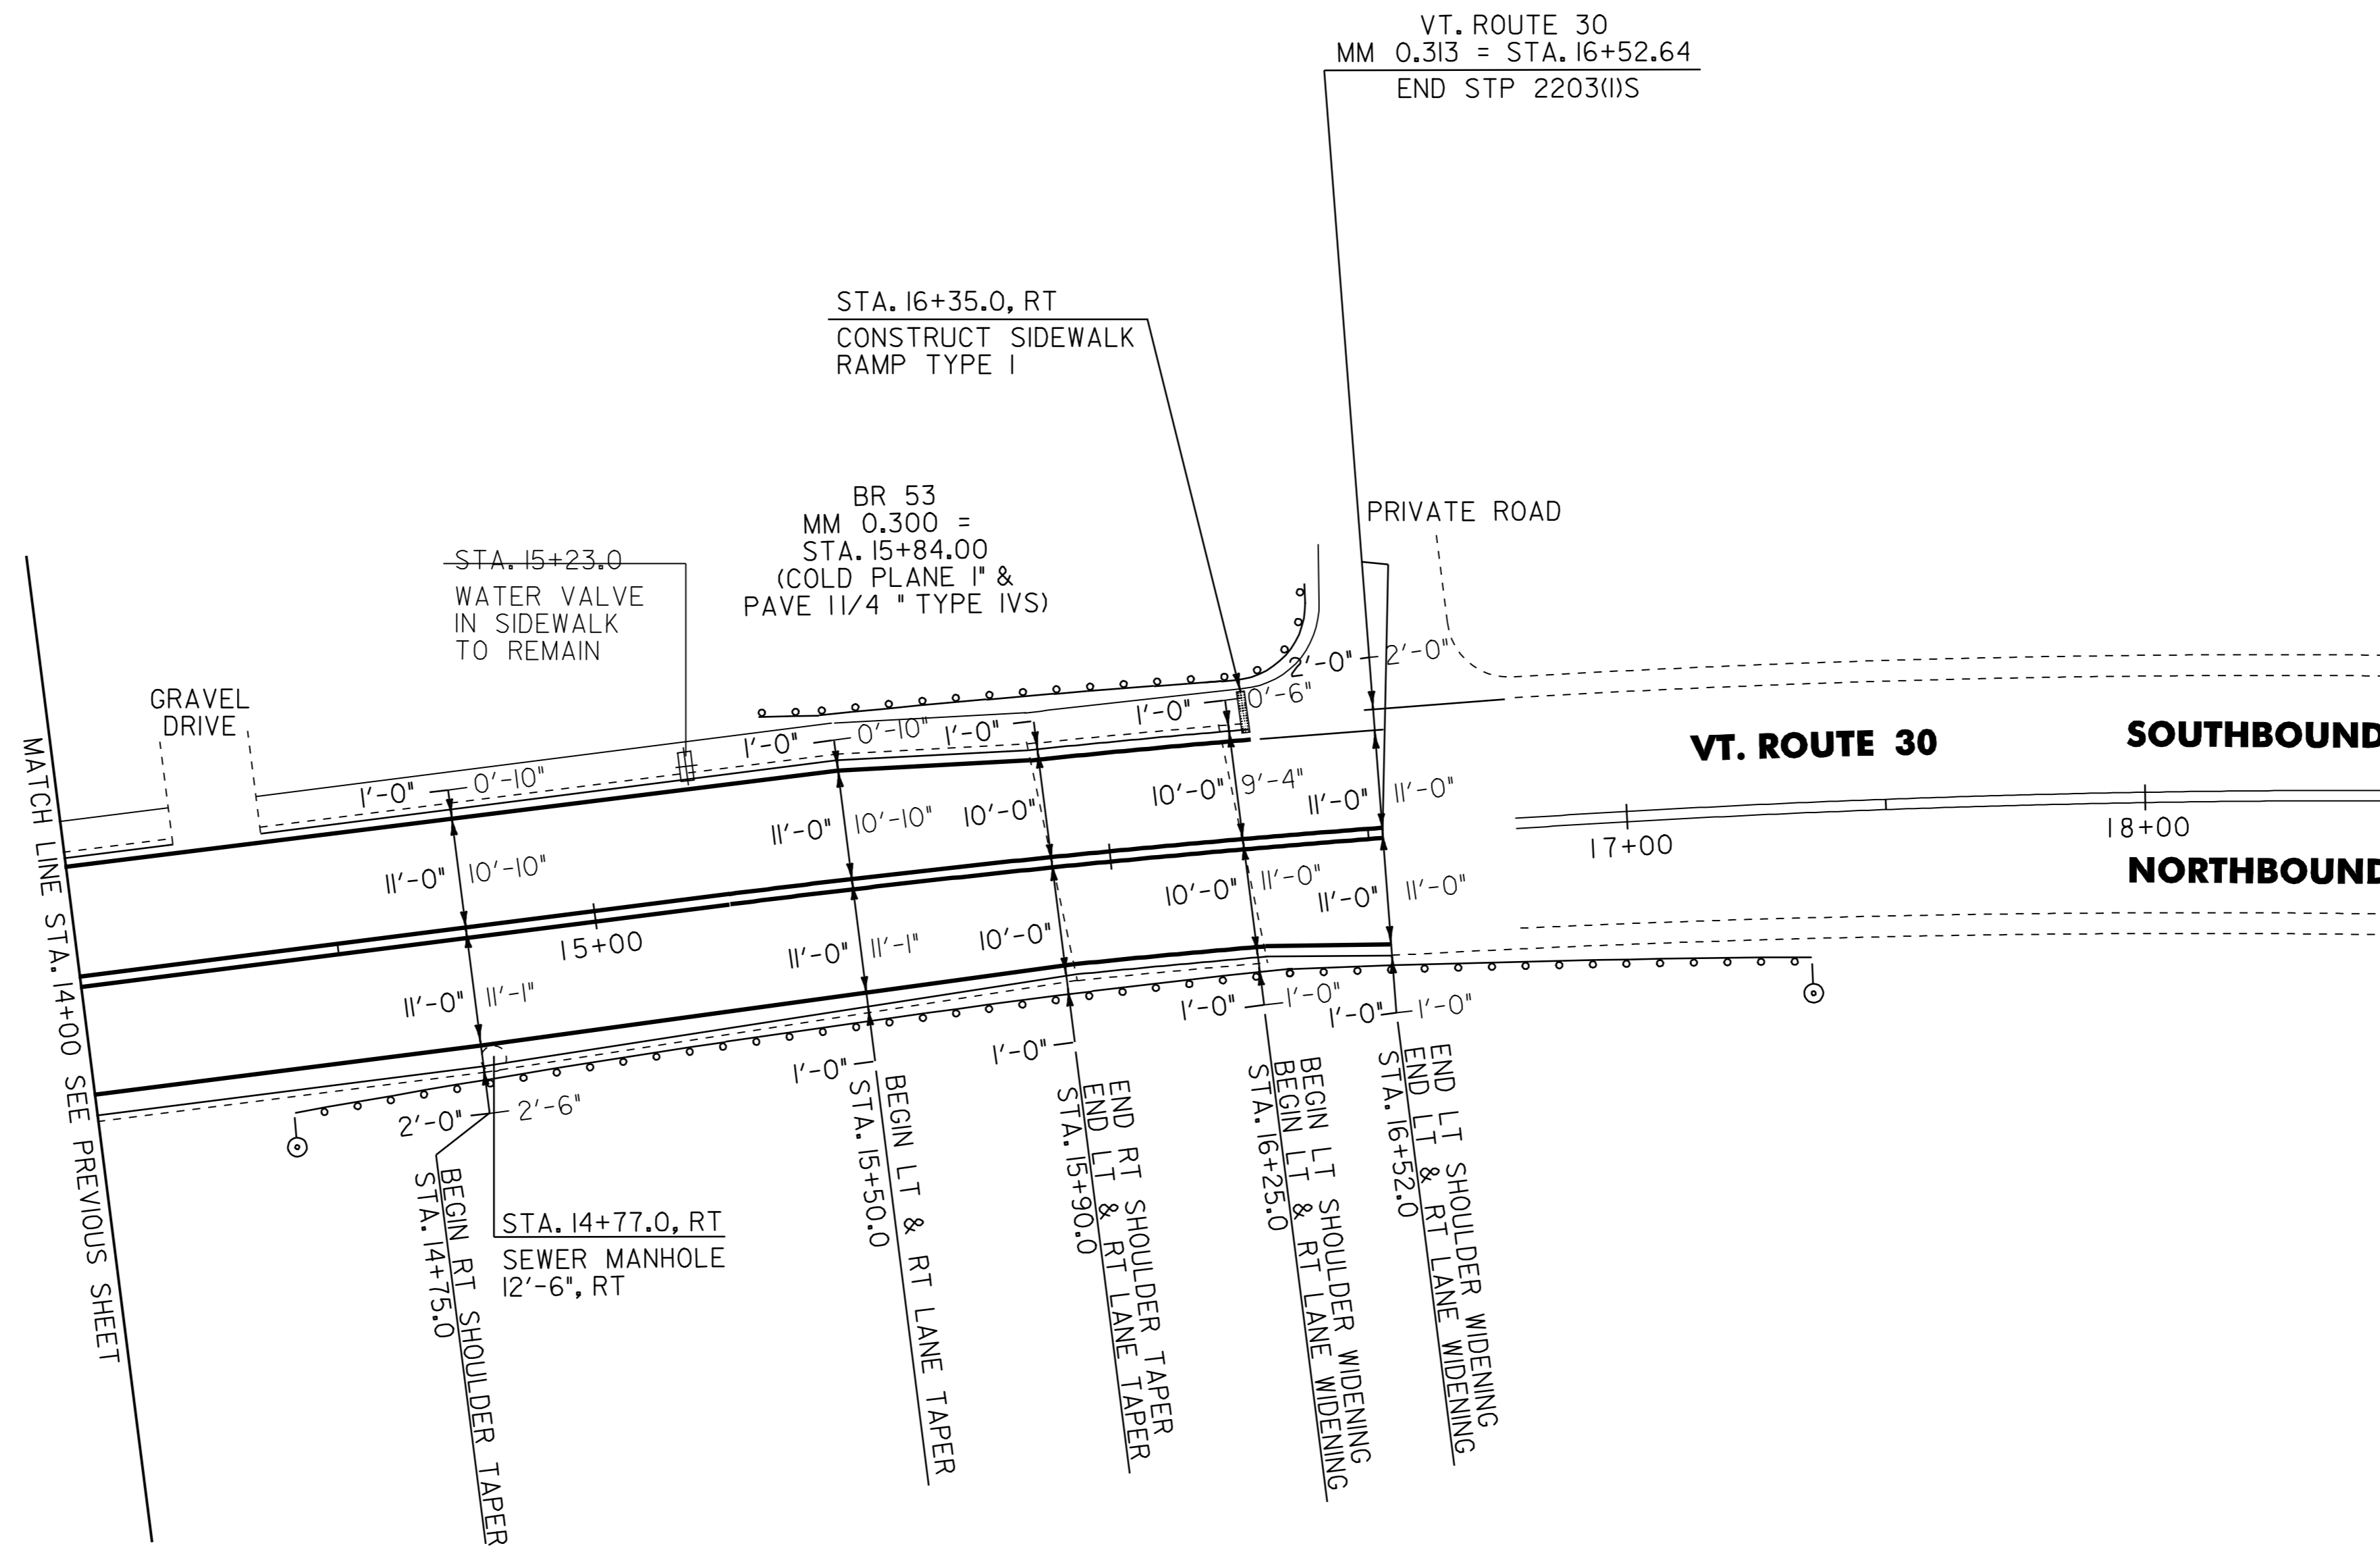 VT. ROUTE 30
MM 0.313 = STA. 16+52.64
END STP 2203(1)S
STA. 16+35.0, RT
CONSTRUCT SIDEWALK
RAMP TYPE 1
BR 53
MM 0.300 =
STA. 15+84.00
(COLD PLANE 1" &
PAVE 11/4 " TYPE IVS)
PRIVATE ROAD
STA. 15+23.0
WATER VALVE
IN SIDEWALK
TO REMAIN
GRAVEL
DRIVE
MATCH LINE STA. 14+00 SEE PREVIOUS SHEET
1'-0" 0'-10"
11'-0" 10'-10"
11'-0" 11'-1"
2'-0" 2'-6"
1'-0" 0'-10"
11'-0" 10'-10"
11'-0" 11'-1"
1'-0"
1'-0"
10'-0"
10'-0"
1'-0"
1'-0" 0'-6"
10'-0" 9'-4"
10'-0" 11'-0"
1'-0" 1'-0"
2'-0" 2'-0"
11'-0" 11'-0"
11'-0" 11'-0"
1'-0" 1'-0"
15+00
17+00
18+00
VT. ROUTE 30
SOUTHBOUND
NORTHBOUND
BEGIN RT SHOULDER TAPER
STA. 14+75.0
STA. 14+77.0, RT
SEWER MANHOLE
12'-6", RT
BEGIN LT & RT LANE TAPER
STA. 15+50.0
END RT SHOULDER TAPER
END LT & RT LANE TAPER
STA. 15+90.0
BEGIN LT SHOULDER WIDENING
BEGIN LT & RT LANE WIDENING
STA. 16+25.0
END LT SHOULDER WIDENING
END LT & RT LANE WIDENING
STA. 16+52.0